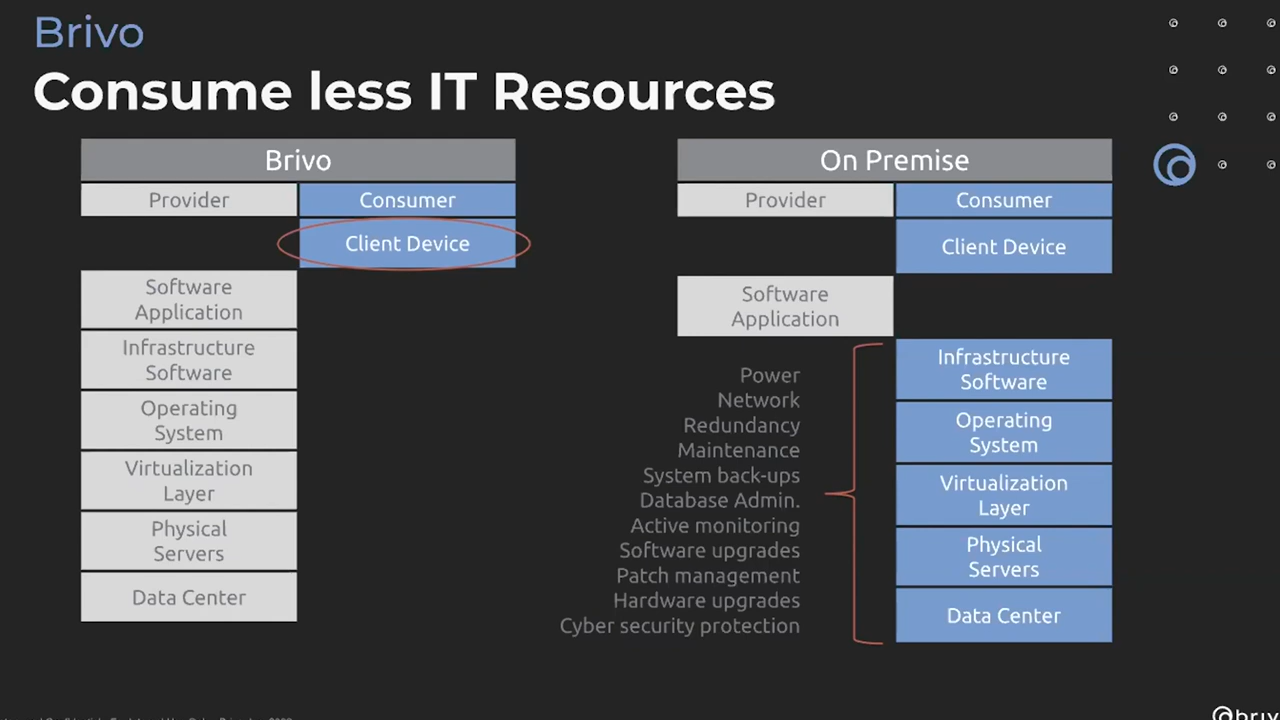 Brivo
Consume less IT Resources
Brivo
Provider
Consumer
Client Device
Software
Application
Infrastructure
Software
Operating
System
Virtualization
Layer
Physical
Servers
Data Center
On Premise
Provider
Consumer
Client Device
Software
Application
Infrastructure
Software
Operating
System
Virtualization
Layer
Physical
Servers
Data Center
Power
Network
Redundancy
Maintenance
System back-ups
Database Admin.
Active monitoring
Software upgrades
Patch management
Hardware upgrades
Cyber security protection